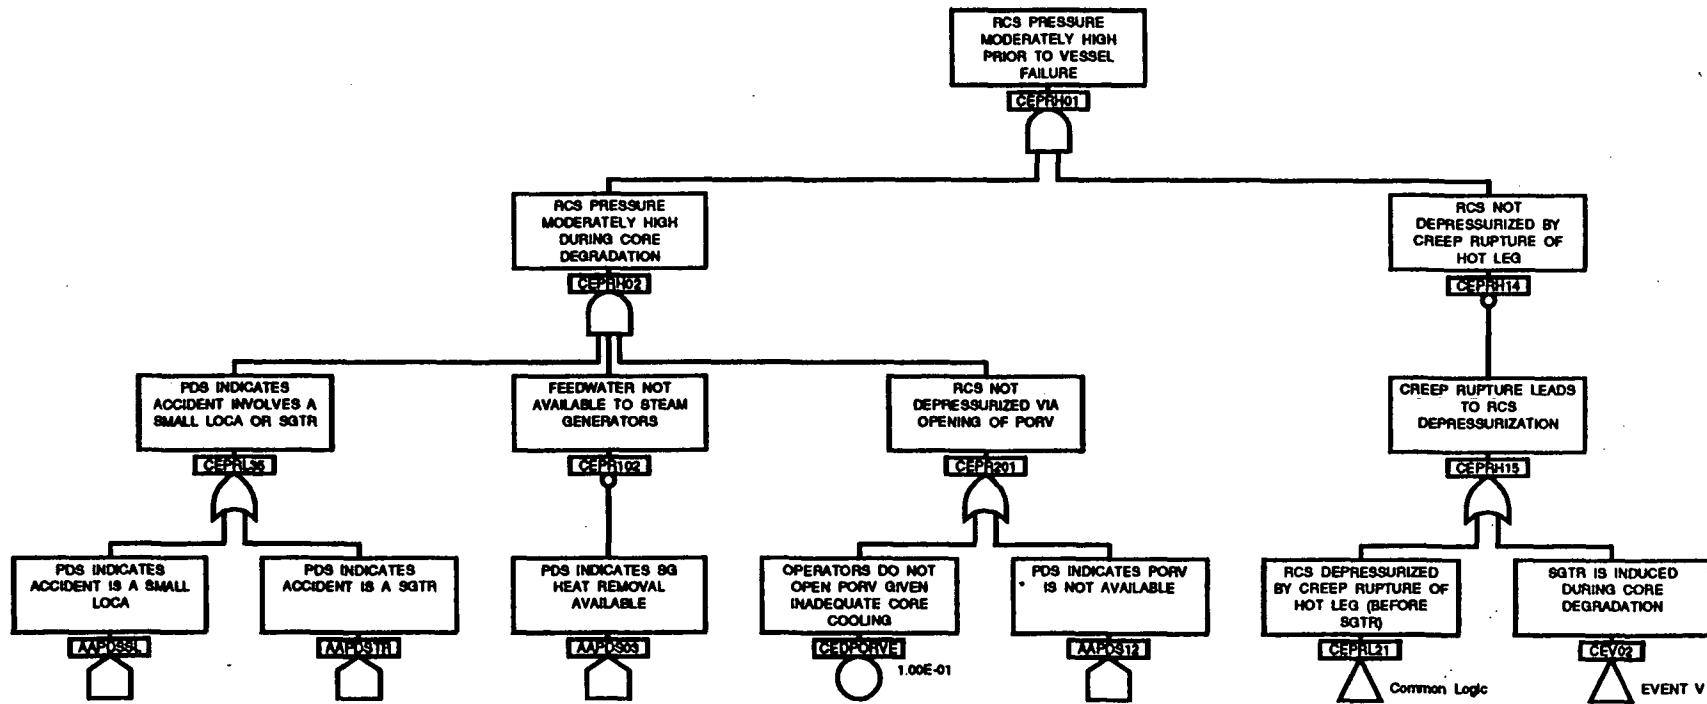 RCS PRESSURE
MODERATELY HIGH
PRIOR TO VESSEL
FAILURE
CEPRH01
RCS PRESSURE
MODERATELY HIGH
DURING CORE
DEGRADATION
CEPRH02
RCS NOT
DEPRESSURIZED BY
CREEP RUPTURE OF
HOT LEG
CEPRH14
PDS INDICATES
ACCIDENT INVOLVES A
SMALL LOCA OR SGTR
CEPRL35
FEEDWATER NOT
AVAILABLE TO STEAM
GENERATORS
CEPR102
RCS NOT
DEPRESSURIZED VIA
OPENING OF PORV
CEPR201
CREEP RUPTURE LEADS
TO RCS
DEPRESSURIZATION
CEPRH15
PDS INDICATES
ACCIDENT IS A SMALL
LOCA
AAPDSSL
PDS INDICATES
ACCIDENT IS A SGTR
AAPDSTR
PDS INDICATES SG
HEAT REMOVAL
AVAILABLE
AAPDS03
OPERATORS DO NOT
OPEN PORV GIVEN
INADEQUATE CORE
COOLING
CEDPORVE
1.00E-01
PDS INDICATES PORV
IS NOT AVAILABLE
AAPDS12
RCS DEPRESSURIZED
BY CREEP RUPTURE OF
HOT LEG (BEFORE
SGTR)
CEPRL21
Common Logic
SGTR IS INDUCED
DURING CORE
DEGRADATION
CEV02
EVENT V